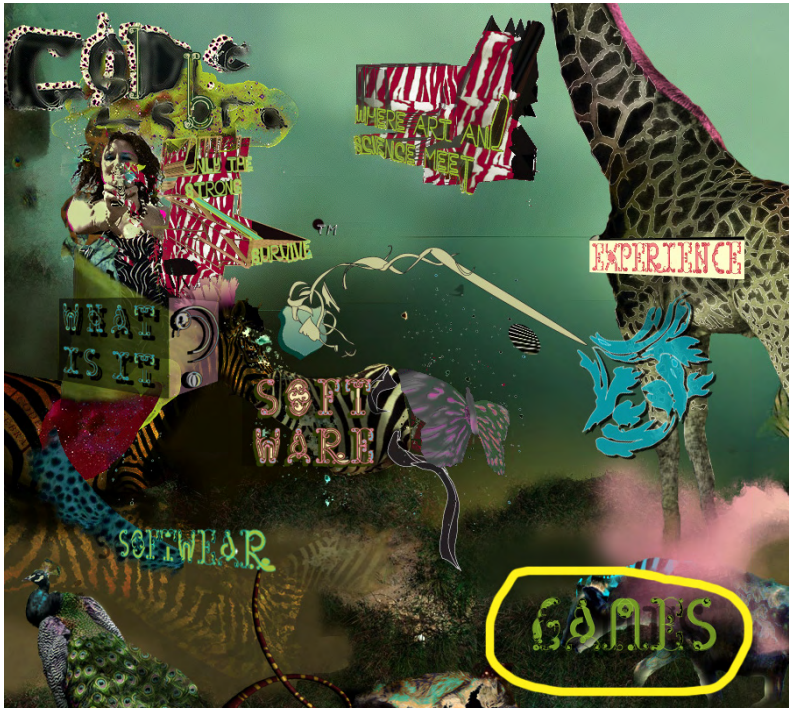 WHERE ART AND
SCIENCE MEET
ONLY THE
STRONG
SURVIVE
TM
EXPERIENCE
WHAT
IS IT?
SOFT
WARE
SOFTWEAR
GAMES